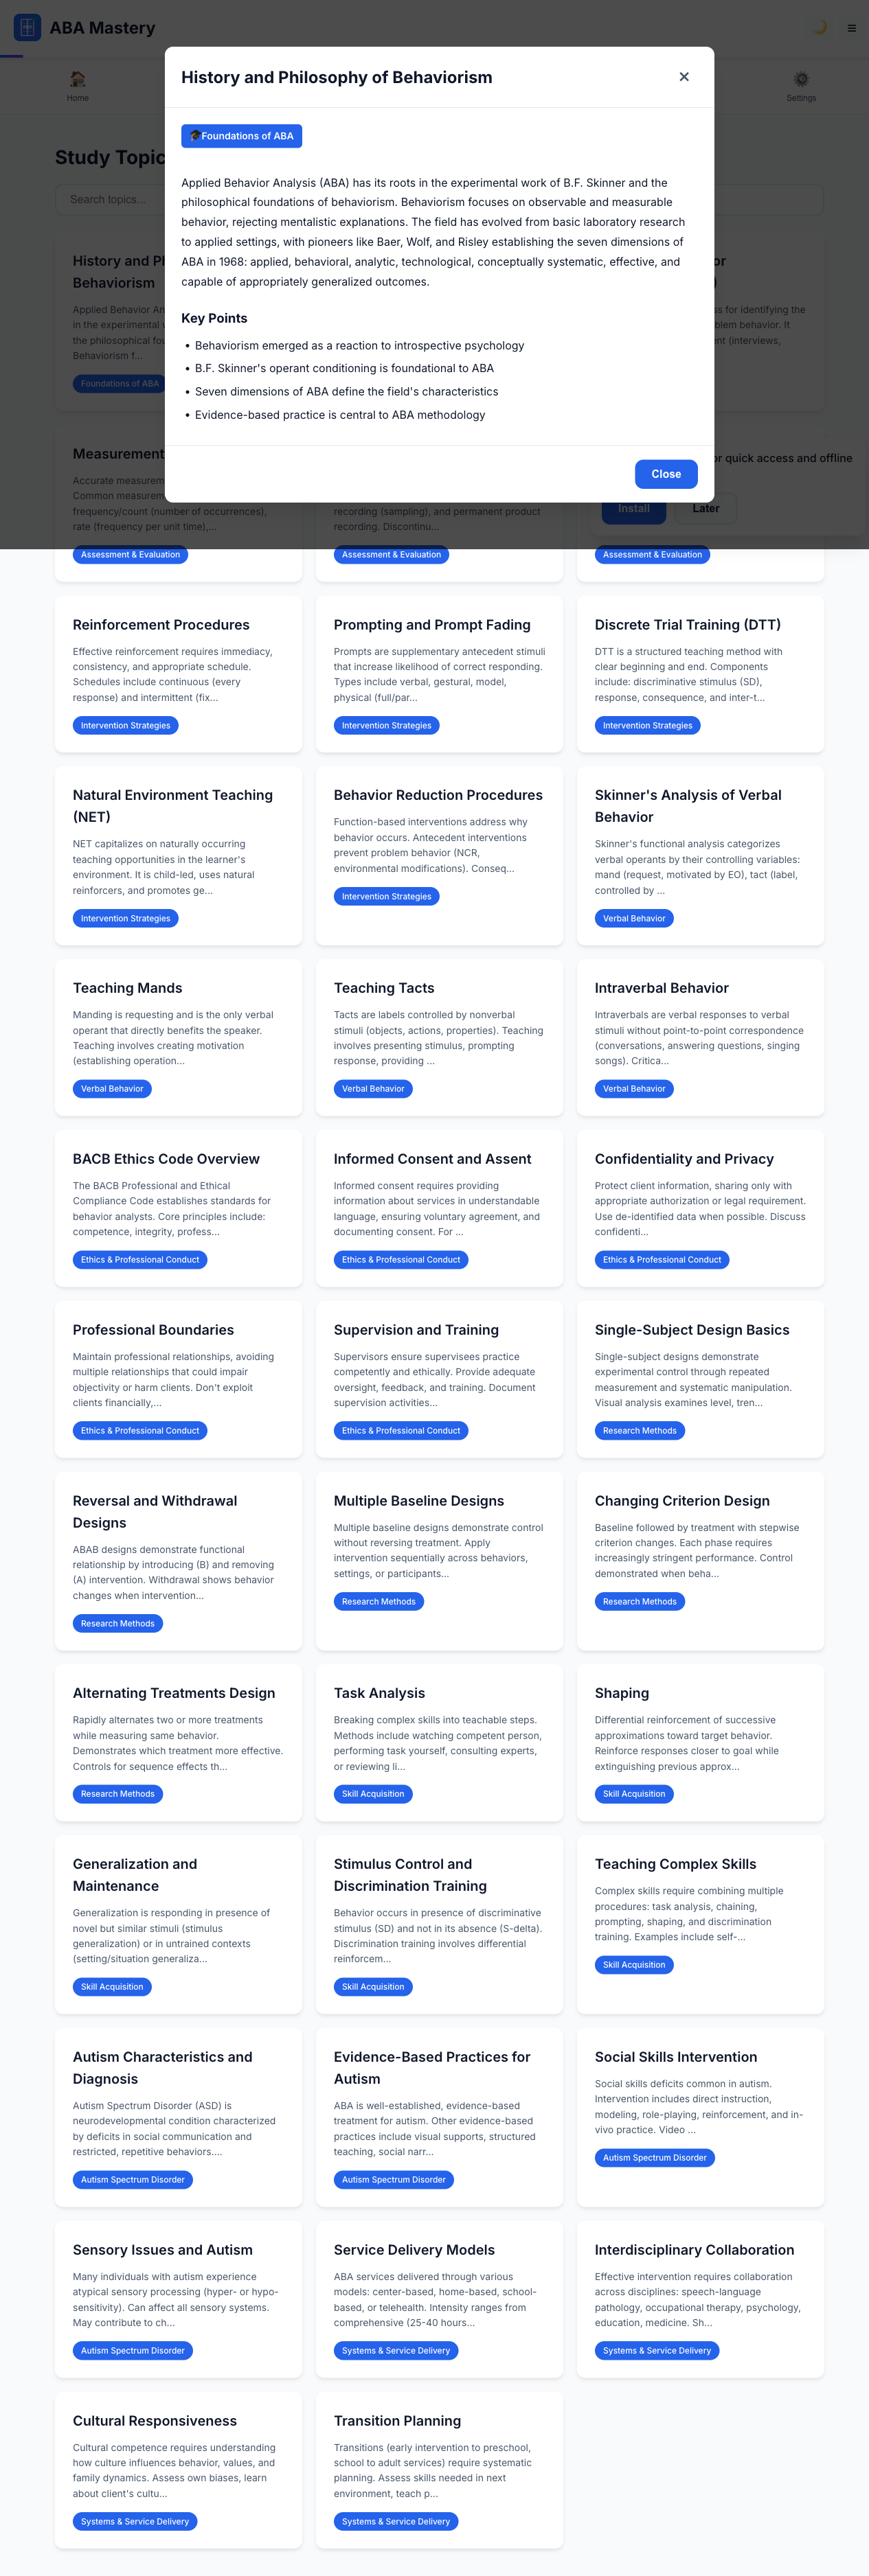 ABA Mastery
Home
Settings
History and Philosophy of Behaviorism
Foundations of ABA
Applied Behavior Analysis (ABA) has its roots in the experimental work of B.F. Skinner and the
philosophical foundations of behaviorism. Behaviorism focuses on observable and measurable
behavior, rejecting mentalistic explanations. The field has evolved from basic laboratory research
to applied settings, with pioneers like Baer, Wolf, and Risley establishing the seven dimensions of
ABA in 1968: applied, behavioral, analytic, technological, conceptually systematic, effective, and
capable of appropriately generalized outcomes.
Key Points
• Behaviorism emerged as a reaction to introspective psychology
• B.F. Skinner's operant conditioning is foundational to ABA
• Seven dimensions of ABA define the field's characteristics
• Evidence-based practice is central to ABA methodology
Close
Study
Search topics...
History and
Behaviorism
Applied Behavior
in the experimental
the philosophical
Behaviorism f...
Foundations of ABA
for identifying the
behavior. It
(interviews,
Measurement
Accurate
Common
frequency/count (number of occurrences),
rate (frequency per unit time),...
Assessment & Evaluation
recording (sampling), and permanent product
recording. Discontinu...
Assessment & Evaluation
or quick access and offline
Install
Later
Assessment & Evaluation
Reinforcement Procedures
Effective reinforcement requires immediacy,
consistency, and appropriate schedule.
Schedules include continuous (every
response) and intermittent (fix...
Intervention Strategies
Prompting and Prompt Fading
Prompts are supplementary antecedent stimuli
that increase likelihood of correct responding.
Types include verbal, gestural, model,
physical (full/par...
Intervention Strategies
Discrete Trial Training (DTT)
DTT is a structured teaching method with
clear beginning and end. Components
include: discriminative stimulus (SD),
response, consequence, and inter-t...
Intervention Strategies
Natural Environment Teaching
(NET)
NET capitalizes on naturally occurring
teaching opportunities in the learner's
environment. It is child-led, uses natural
reinforcers, and promotes ge...
Intervention Strategies
Behavior Reduction Procedures
Function-based interventions address why
behavior occurs. Antecedent interventions
prevent problem behavior (NCR,
environmental modifications). Conseq...
Intervention Strategies
Skinner's Analysis of Verbal
Behavior
Skinner's functional analysis categorizes
verbal operants by their controlling variables:
mand (request, motivated by EO), tact (label,
controlled by ...
Verbal Behavior
Teaching Mands
Manding is requesting and is the only verbal
operant that directly benefits the speaker.
Teaching involves creating motivation
(establishing operation...
Verbal Behavior
Teaching Tacts
Tacts are labels controlled by nonverbal
stimuli (objects, actions, properties). Teaching
involves presenting stimulus, prompting
response, providing ...
Verbal Behavior
Intraverbal Behavior
Intraverbals are verbal responses to verbal
stimuli without point-to-point correspondence
(conversations, answering questions, singing
songs). Critica...
Verbal Behavior
BACB Ethics Code Overview
The BACB Professional and Ethical
Compliance Code establishes standards for
behavior analysts. Core principles include:
competence, integrity, profess...
Ethics & Professional Conduct
Informed Consent and Assent
Informed consent requires providing
information about services in understandable
language, ensuring voluntary agreement, and
documenting consent. For ...
Ethics & Professional Conduct
Confidentiality and Privacy
Protect client information, sharing only with
appropriate authorization or legal requirement.
Use de-identified data when possible. Discuss
confidenti...
Ethics & Professional Conduct
Professional Boundaries
Maintain professional relationships, avoiding
multiple relationships that could impair
objectivity or harm clients. Don't exploit
clients financially,...
Ethics & Professional Conduct
Supervision and Training
Supervisors ensure supervisees practice
competently and ethically. Provide adequate
oversight, feedback, and training. Document
supervision activities...
Ethics & Professional Conduct
Single-Subject Design Basics
Single-subject designs demonstrate
experimental control through repeated
measurement and systematic manipulation.
Visual analysis examines level, tren...
Research Methods
Reversal and Withdrawal
Designs
ABAB designs demonstrate functional
relationship by introducing (B) and removing
(A) intervention. Withdrawal shows behavior
changes when intervention...
Research Methods
Multiple Baseline Designs
Multiple baseline designs demonstrate control
without reversing treatment. Apply
intervention sequentially across behaviors,
settings, or participants...
Research Methods
Changing Criterion Design
Baseline followed by treatment with stepwise
criterion changes. Each phase requires
increasingly stringent performance. Control
demonstrated when beha...
Research Methods
Alternating Treatments Design
Rapidly alternates two or more treatments
while measuring same behavior.
Demonstrates which treatment more effective.
Controls for sequence effects th...
Research Methods
Task Analysis
Breaking complex skills into teachable steps.
Methods include watching competent person,
performing task yourself, consulting experts,
or reviewing li...
Skill Acquisition
Shaping
Differential reinforcement of successive
approximations toward target behavior.
Reinforce responses closer to goal while
extinguishing previous approx...
Skill Acquisition
Generalization and
Maintenance
Generalization is responding in presence of
novel but similar stimuli (stimulus
generalization) or in untrained contexts
(setting/situation generaliza...
Skill Acquisition
Stimulus Control and
Discrimination Training
Behavior occurs in presence of discriminative
stimulus (SD) and not in its absence (S-delta).
Discrimination training involves differential
reinforcem...
Skill Acquisition
Teaching Complex Skills
Complex skills require combining multiple
procedures: task analysis, chaining,
prompting, shaping, and discrimination
training. Examples include self-...
Skill Acquisition
Autism Characteristics and
Diagnosis
Autism Spectrum Disorder (ASD) is
neurodevelopmental condition characterized
by deficits in social communication and
restricted, repetitive behaviors....
Autism Spectrum Disorder
Evidence-Based Practices for
Autism
ABA is well-established, evidence-based
treatment for autism. Other evidence-based
practices include visual supports, structured
teaching, social narr...
Autism Spectrum Disorder
Social Skills Intervention
Social skills deficits common in autism.
Intervention includes direct instruction,
modeling, role-playing, reinforcement, and in-
vivo practice. Video ...
Autism Spectrum Disorder
Sensory Issues and Autism
Many individuals with autism experience
atypical sensory processing (hyper- or hypo-
sensitivity). Can affect all sensory systems.
May contribute to ch...
Autism Spectrum Disorder
Service Delivery Models
ABA services delivered through various
models: center-based, home-based, school-
based, or telehealth. Intensity ranges from
comprehensive (25-40 hours...
Systems & Service Delivery
Interdisciplinary Collaboration
Effective intervention requires collaboration
across disciplines: speech-language
pathology, occupational therapy, psychology,
education, medicine. Sh...
Systems & Service Delivery
Cultural Responsiveness
Cultural competence requires understanding
how culture influences behavior, values, and
family dynamics. Assess own biases, learn
about client's cultu...
Systems & Service Delivery
Transition Planning
Transitions (early intervention to preschool,
school to adult services) require systematic
planning. Assess skills needed in next
environment, teach p...
Systems & Service Delivery